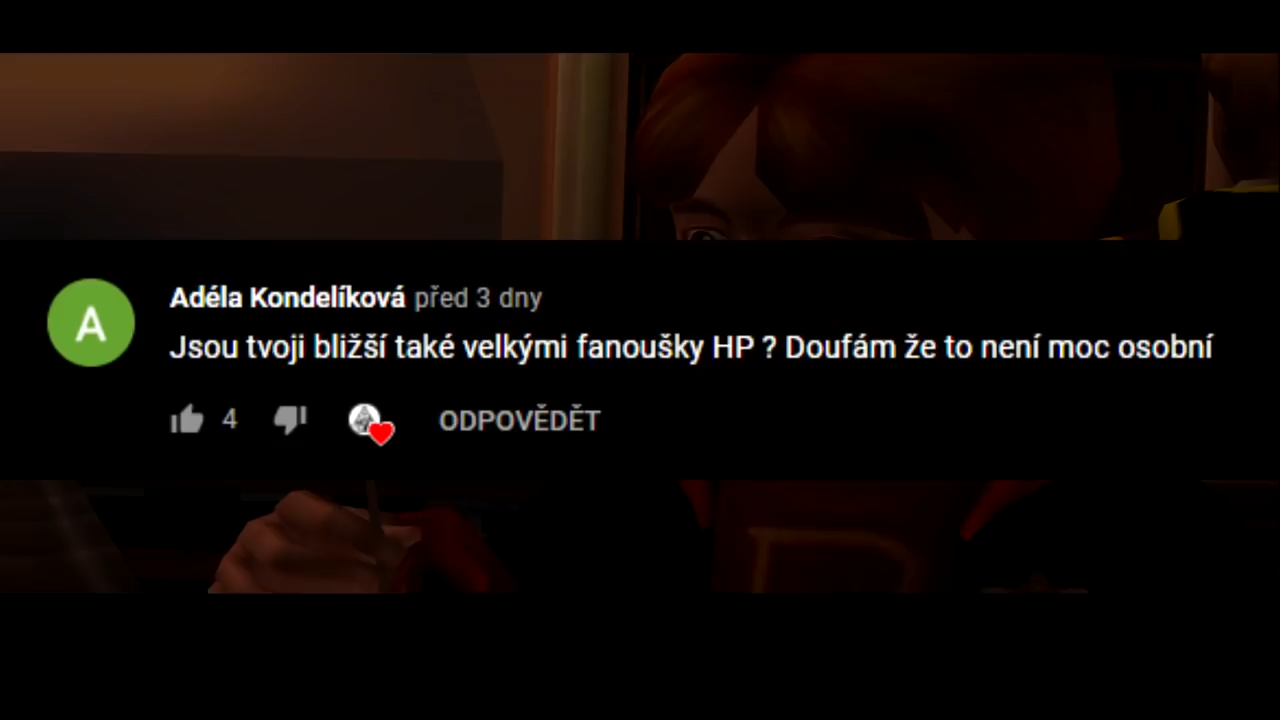 A
Adéla Kondelíková před 3 dny
Jsou tvoji bližší také velkými fanoušky HP ? Doufám že to není moc osobní
4
ODPOVĚDĚT